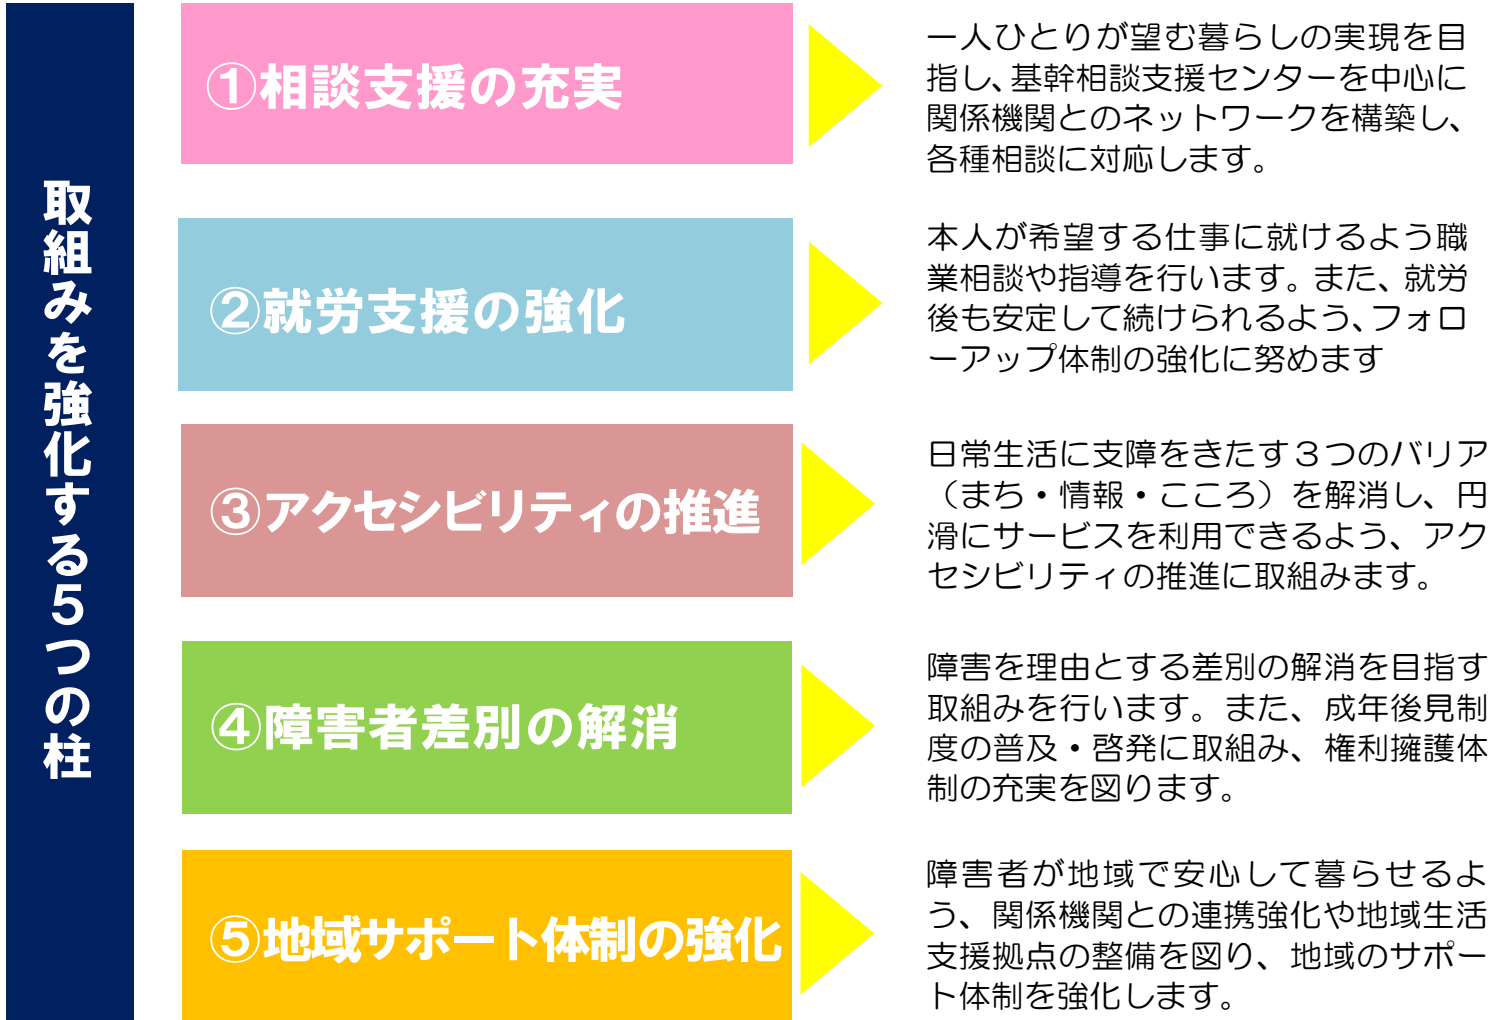 取組みを強化する５つの柱
①相談支援の充実
一人ひとりが望む暮らしの実現を目
指し、基幹相談支援センターを中心に
関係機関とのネットワークを構築し、
各種相談に対応します。
②就労支援の強化
本人が希望する仕事に就けるよう職
業相談や指導を行います。また、就労
後も安定して続けられるよう、フォロ
ーアップ体制の強化に努めます
③アクセシビリティの推進
日常生活に支障をきたす３つのバリア
（まち・情報・こころ）を解消し、円
滑にサービスを利用できるよう、アク
セシビリティの推進に取組みます。
④障害者差別の解消
障害を理由とする差別の解消を目指す
取組みを行います。また、成年後見制
度の普及・啓発に取組み、権利擁護体
制の充実を図ります。
⑤地域サポート体制の強化
障害者が地域で安心して暮らせるよ
う、関係機関との連携強化や地域生活
支援拠点の整備を図り、地域のサポー
ト体制を強化します。